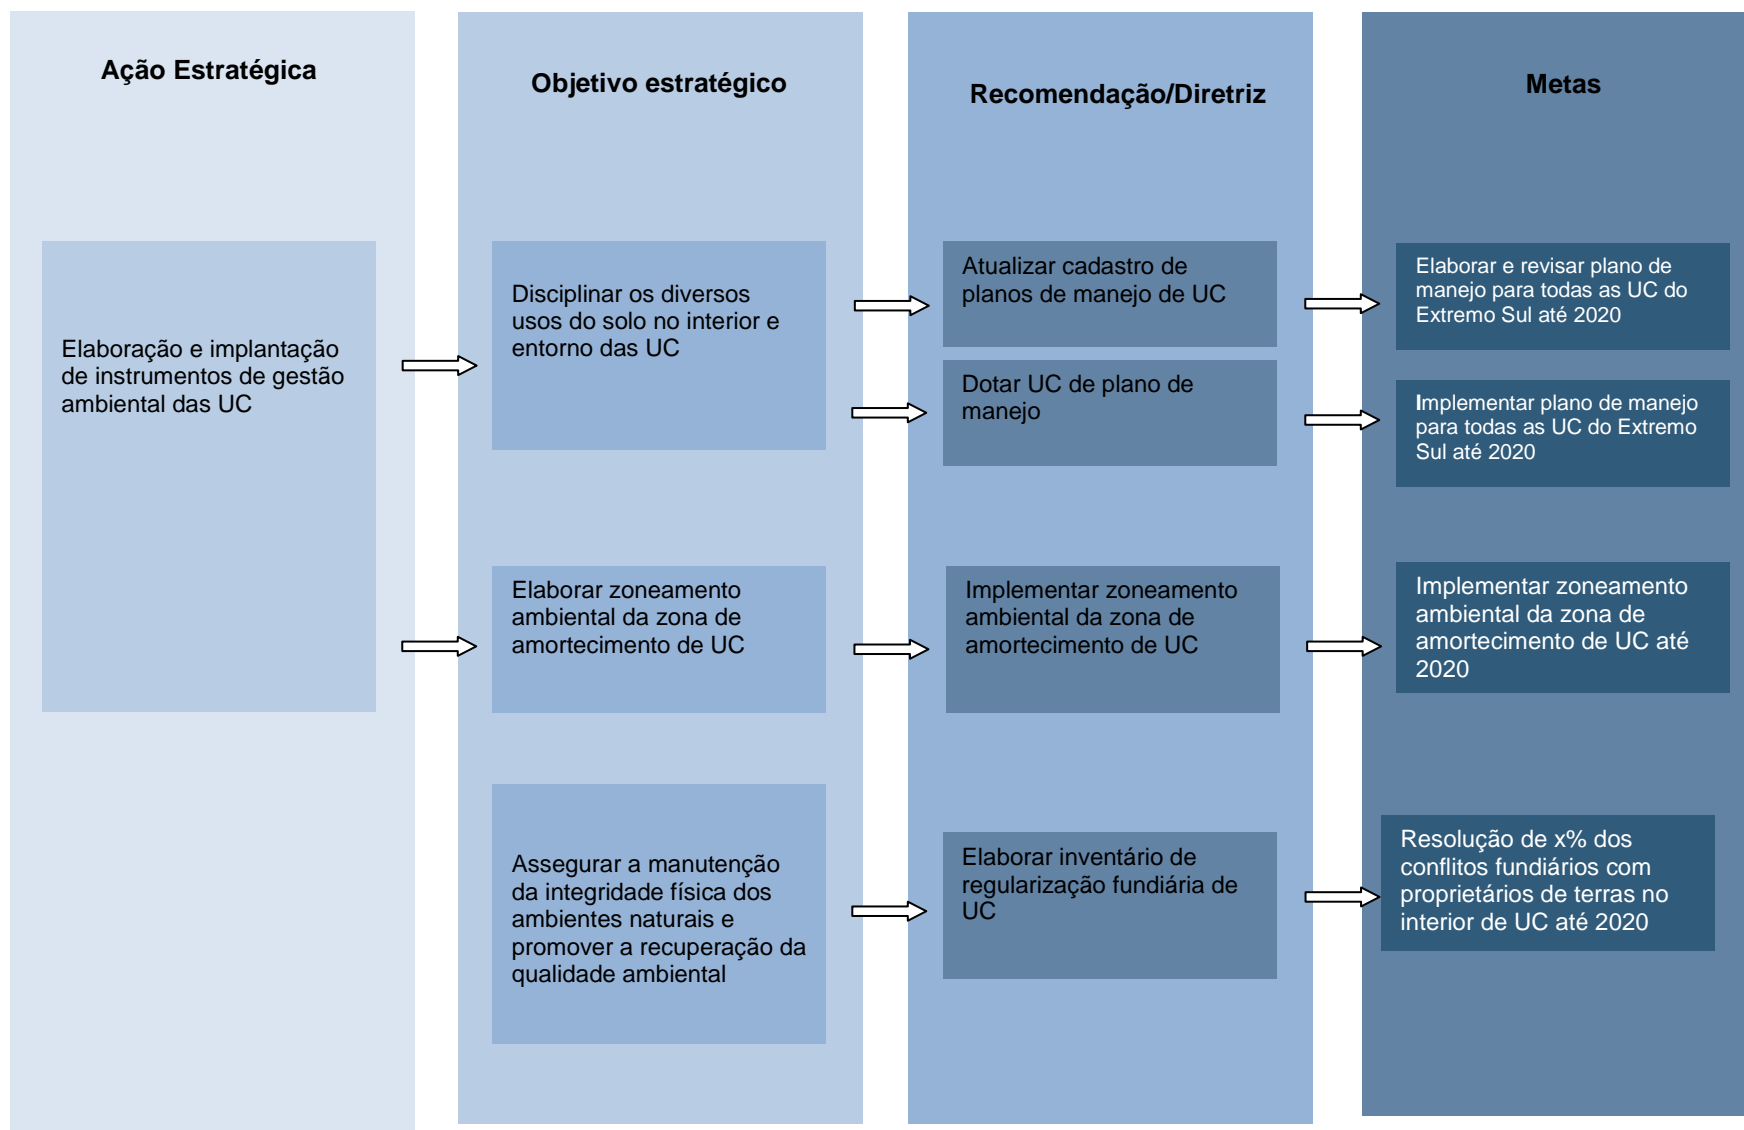 Ação Estratégica
Objetivo estratégico
Recomendação/Diretriz
Metas
Elaboração e implantação
de instrumentos de gestão
ambiental das UC
Disciplinar os diversos
usos do solo no interior e
entorno das UC
Atualizar cadastro de
planos de manejo de UC
Elaborar e revisar plano de
manejo para todas as UC do
Extremo Sul até 2020
Dotar UC de plano de
manejo
Implementar plano de manejo
para todas as UC do Extremo
Sul até 2020
Elaborar zoneamento
ambiental da zona de
amortecimento de UC
Implementar zoneamento
ambiental da zona de
amortecimento de UC
Implementar zoneamento
ambiental da zona de
amortecimento de UC até
2020
Assegurar a manutenção
da integridade física dos
ambientes naturais e
promover a recuperação da
qualidade ambiental
Elaborar inventário de
regularização fundiária de
UC
Resolução de x% dos
conflitos fundiários com
proprietários de terras no
interior de UC até 2020